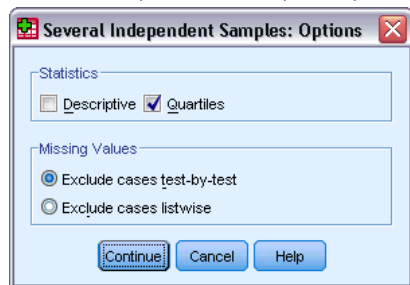 Several Independent Samples: Options
Statistics
Descriptive Quartiles
Missing Values
Exclude cases test-by-test
Exclude cases listwise
Continue Cancel Help